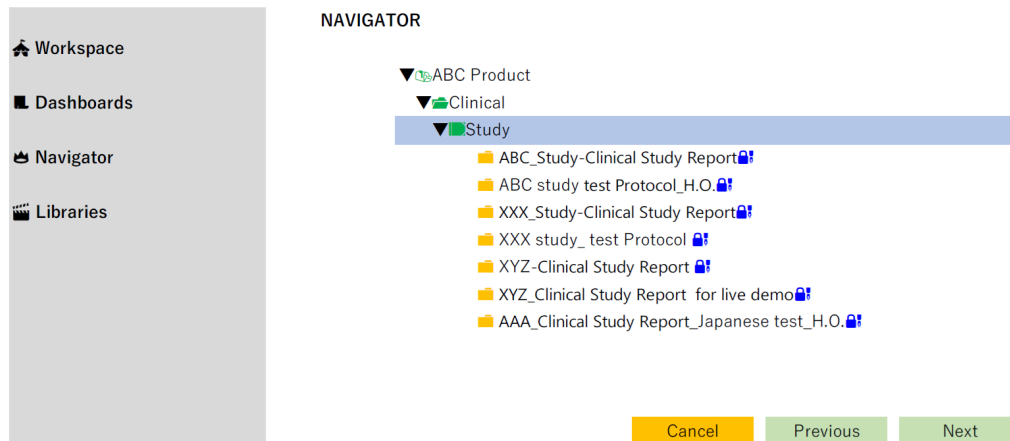 NAVIGATOR
Workspace
Dashboards
Navigator
Libraries
ABC Product
Clinical
Study
ABC_Study-Clinical Study Report
ABC study test Protocol_H.O.
XXX_Study-Clinical Study Report
XXX study_ test Protocol
XYZ-Clinical Study Report
XYZ_Clinical Study Report  for live demo
AAA_Clinical Study Report_Japanese test_H.O.
Cancel Previous Next